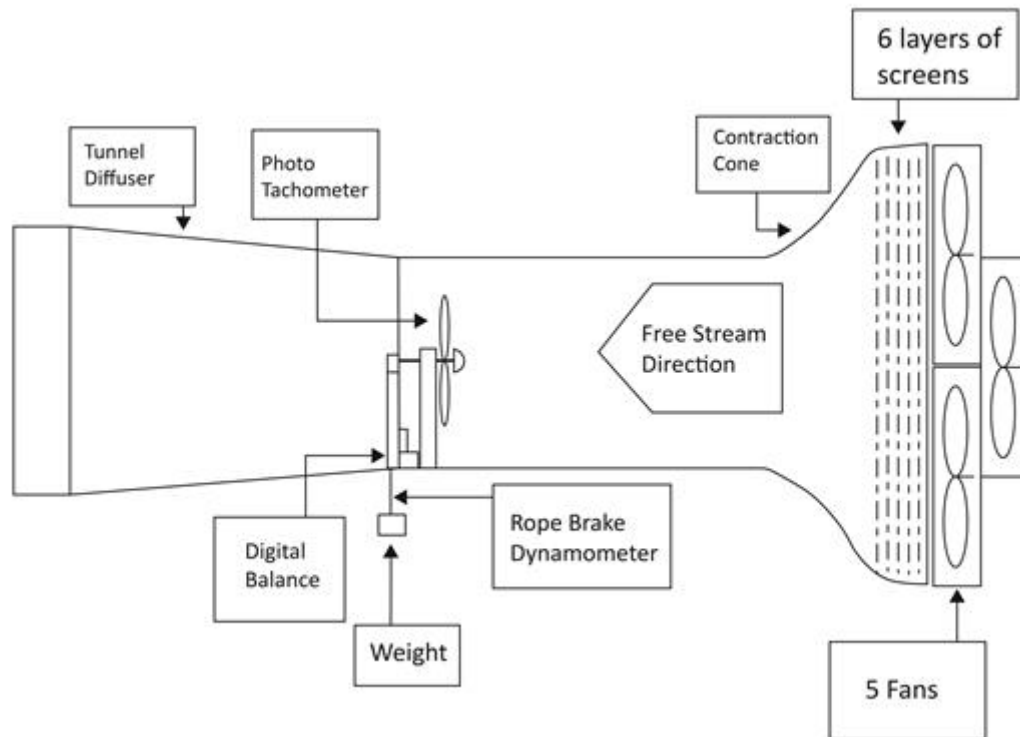 6 layers of
screens
Contraction
Cone
Tunnel
Diffuser
Photo
Tachometer
Free Stream
Direction
Rope Brake
Dynamometer
Digital
Balance
Weight
5 Fans